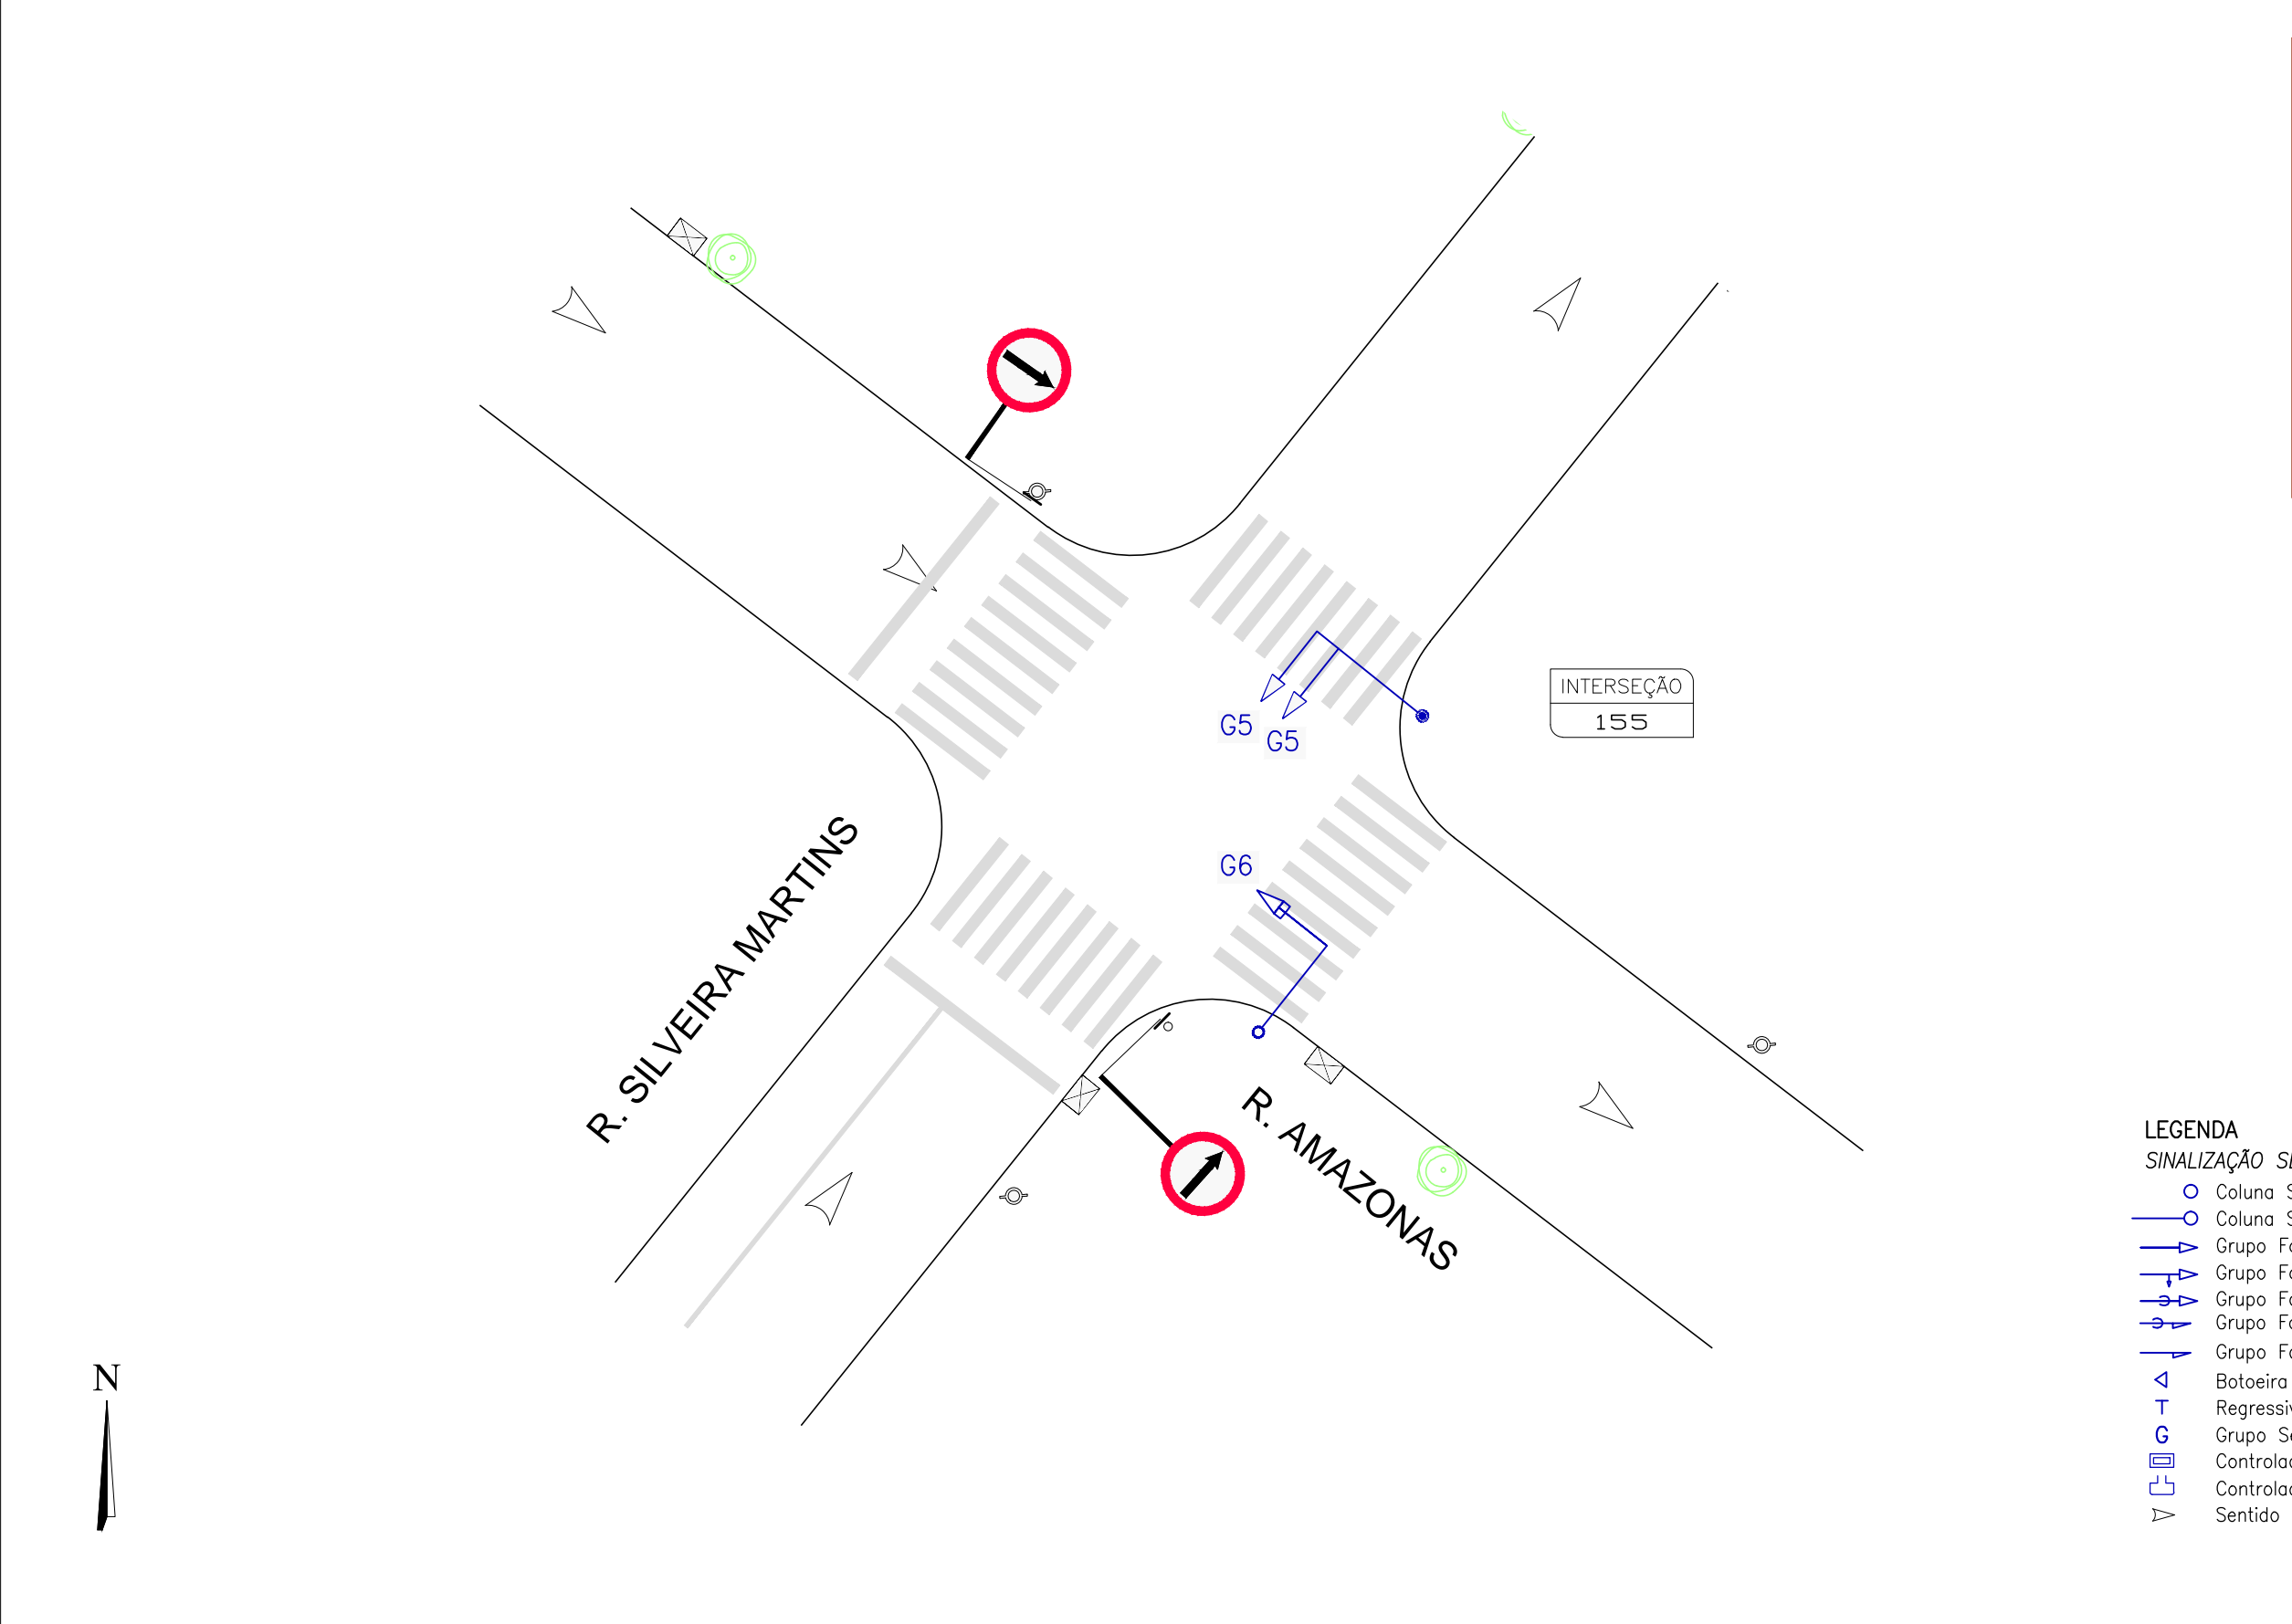 INTERSEÇÃO
155
G5
G5
G6
R. SILVEIRA MARTINS
R. AMAZONAS
N
LEGENDA
SINALIZAÇÃO
Coluna
Coluna
Grupo
Grupo
Grupo
Grupo
Grupo
Botoeira
T
G
Grupo
Sentido